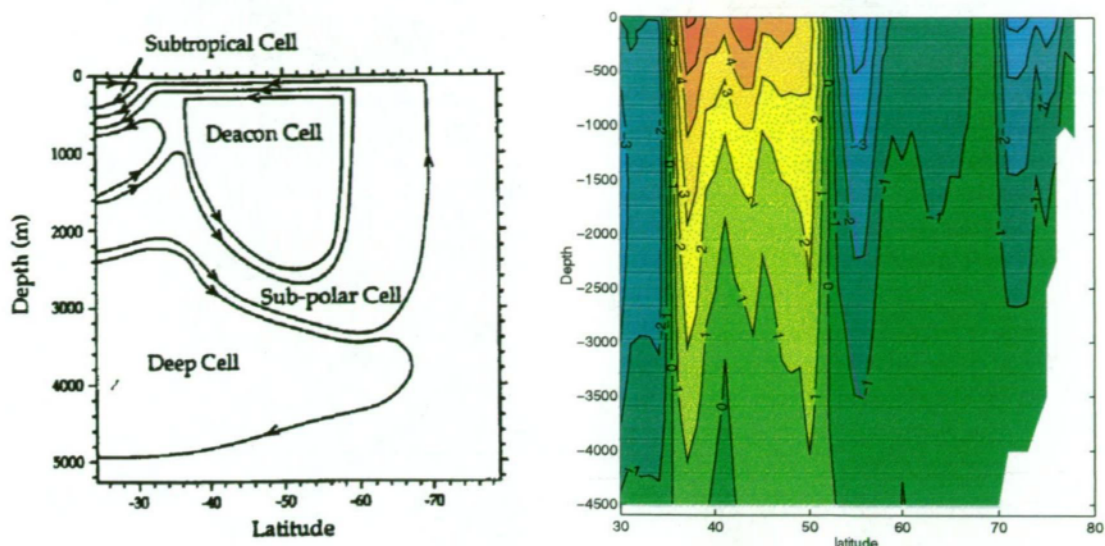 Subtropical Cell
0
1000
2000
3000
4000
5000
Depth (m)
Deacon Cell
Sub-polar Cell
Deep Cell
-30 -40 -50 -60 -70
Latitude
0
-500
-1000
-1500
-2000
-2500
-3000
-3500
-4000
-4500
Depth
30 40 50 60 70 80
latitude